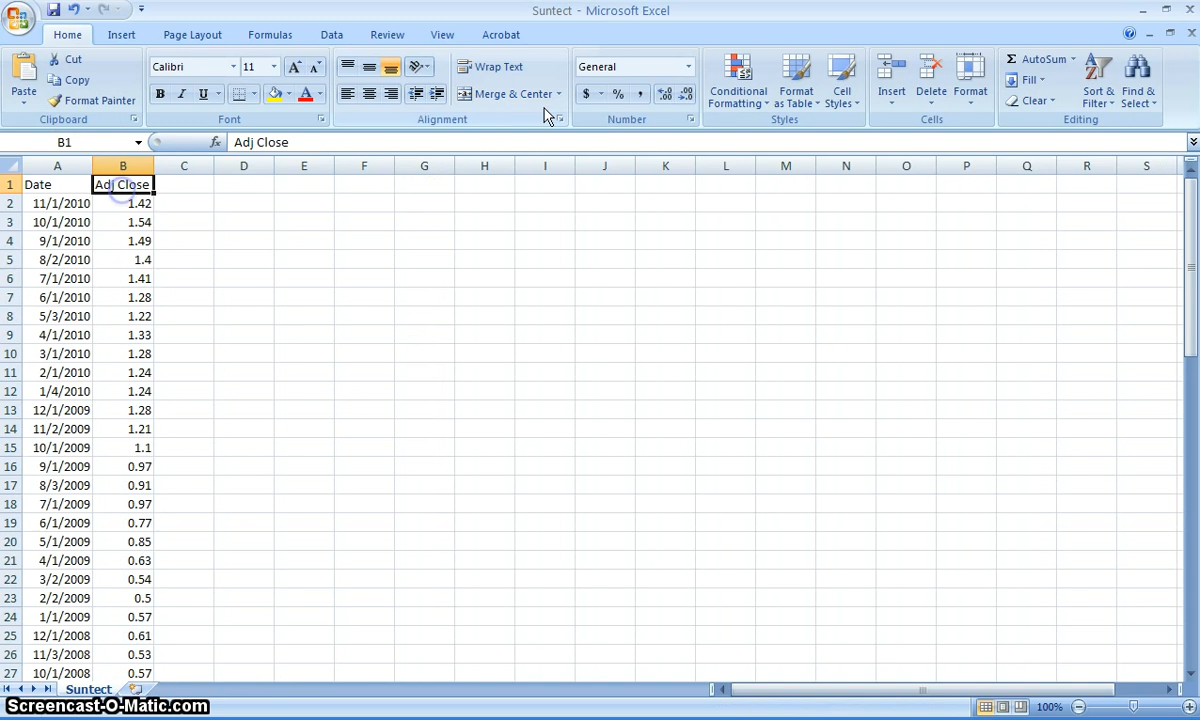 Suntect - Microsoft Excel
Home Insert Page Layout Formulas Data Review View Acrobat
Paste Cut Copy Format Painter
Calibri 11 A A
B I U A
Wrap Text
Merge & Center
General
$ % , .00 .00
Conditional Formatting
Format as Table
Cell Styles
Insert Delete Format
Σ AutoSum
Fill
Clear
Sort & Filter
Find & Select
Clipboard Font Alignment Number Styles Cells Editing
B1 fx Adj Close
A B C D E F G H I J K L M N O P Q R S
1 Date Adj Close
2 11/1/2010 1.42
3 10/1/2010 1.54
4 9/1/2010 1.49
5 8/2/2010 1.4
6 7/1/2010 1.41
7 6/1/2010 1.28
8 5/3/2010 1.22
9 4/1/2010 1.33
10 3/1/2010 1.28
11 2/1/2010 1.24
12 1/4/2010 1.24
13 12/1/2009 1.28
14 11/2/2009 1.21
15 10/1/2009 1.1
16 9/1/2009 0.97
17 8/3/2009 0.91
18 7/1/2009 0.97
19 6/1/2009 0.77
20 5/1/2009 0.85
21 4/1/2009 0.63
22 3/2/2009 0.54
23 2/2/2009 0.5
24 1/1/2009 0.57
25 12/1/2008 0.61
26 11/3/2008 0.53
27 10/1/2008 0.57
Suntect
Screencast-O-Matic.com
100%